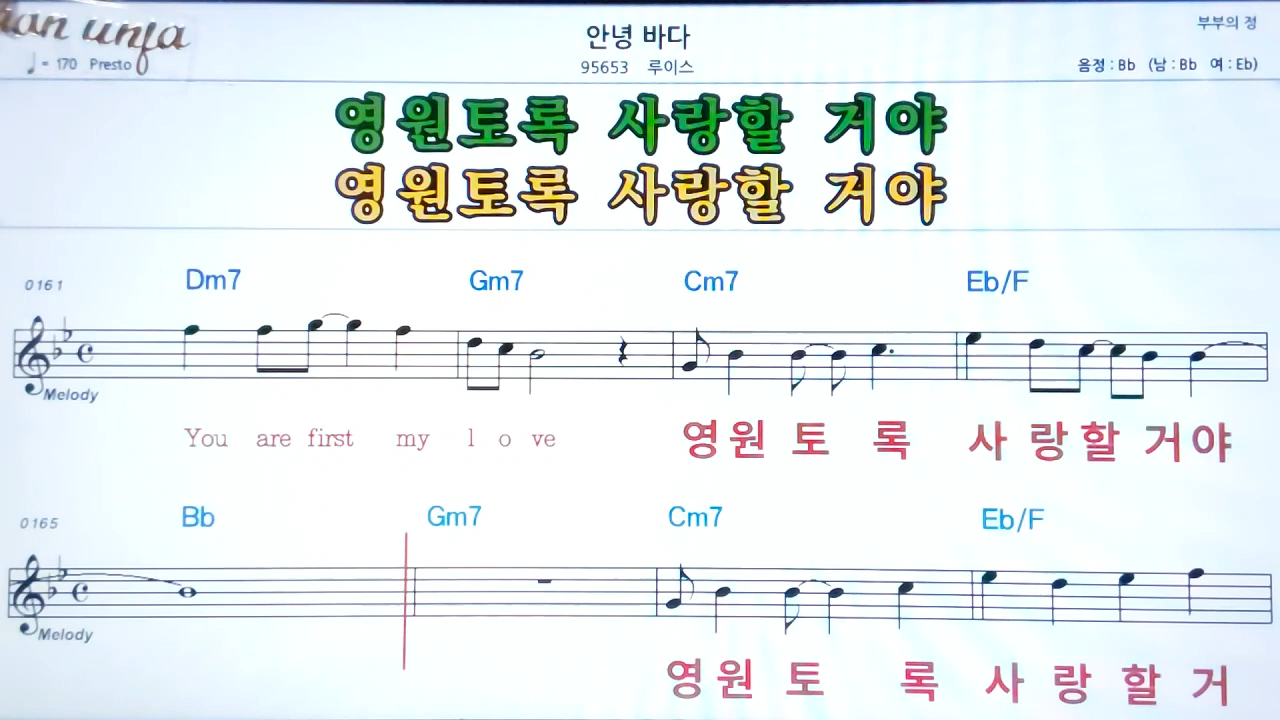 부부의 정
안녕 바다
♩= 170 Presto
95653 루이스
음정 : Bb (남 : Bb 여 : Eb)
영원토록 사랑할 거야
영원토록 사랑할 거야
0161 Dm7 Gm7 Cm7 Eb/F
Melody
You are first my l o ve 영원 토 록 사 랑할 거야
0165 Bb Gm7 Cm7 Eb/F
Melody
영원 토 록 사 랑 할 거